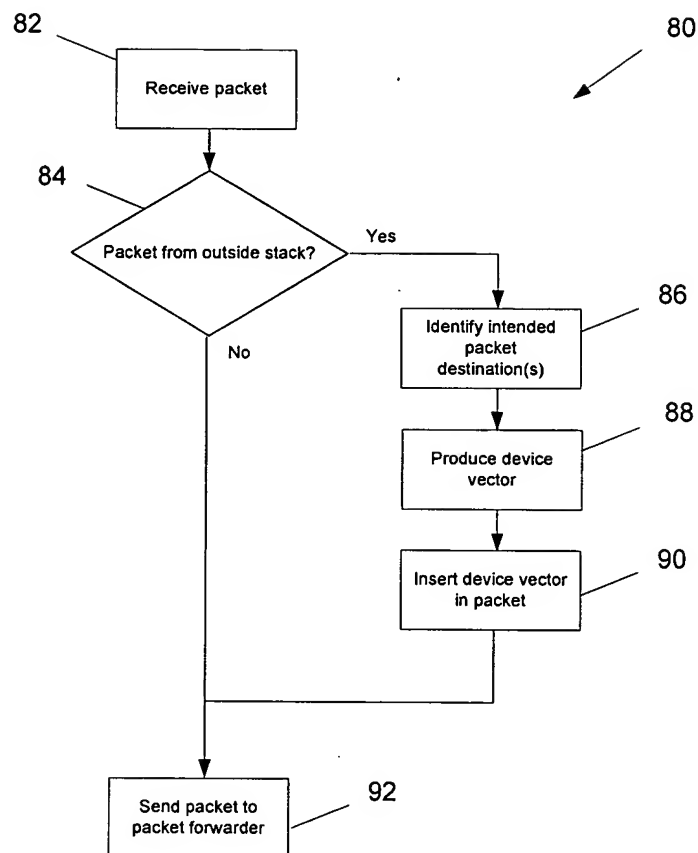 82
80
Receive packet
84
Packet from outside stack?
Yes
No
86
Identify intended
packet
destination(s)
88
Produce device
vector
90
Insert device vector
in packet
Send packet to
packet forwarder
92